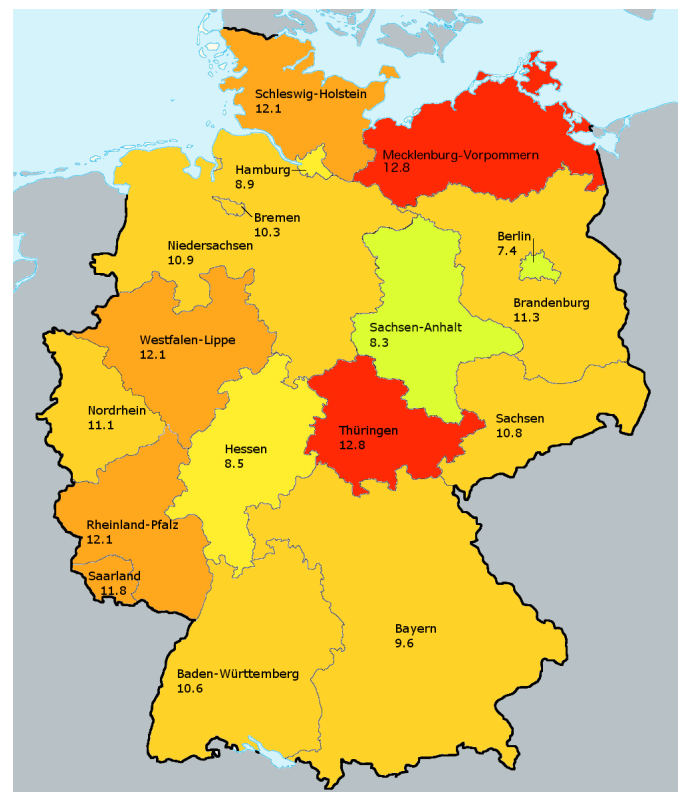 Schleswig-Holstein
12.1
Mecklenburg-Vorpommern
12.8
Hamburg
8.9
Bremen
10.3
Niedersachsen
10.9
Berlin
7.4
Brandenburg
11.3
Sachsen-Anhalt
8.3
Westfalen-Lippe
12.1
Nordrhein
11.1
Sachsen
10.8
Thüringen
12.8
Hessen
8.5
Rheinland-Pfalz
12.1
Saarland
11.8
Bayern
9.6
Baden-Württemberg
10.6